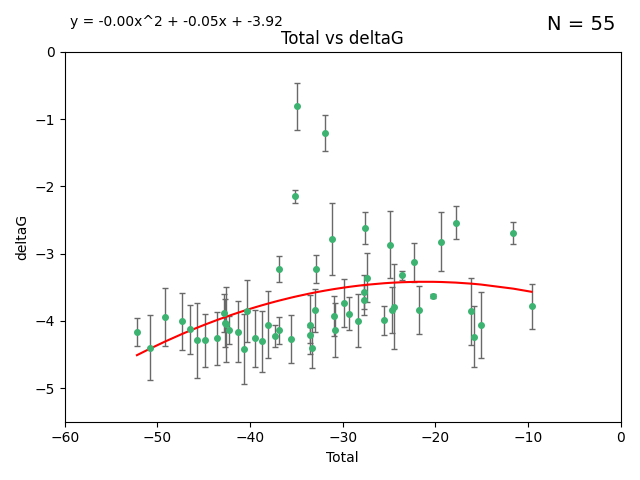 y = -0.00x^2 + -0.05x + -3.92
N = 55
Total vs deltaG
0
−1
−2
−3
−4
−5
deltaG
−60 −50 −40 −30 −20 −10 0
Total